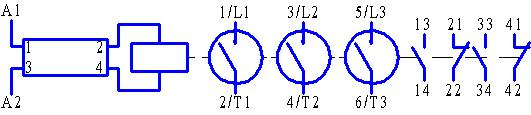 A1 1/L1 3/L2 5/L3 13 21 33 41
1 2
3 4
A2 2/T1 4/T2 6/T3 14 22 34 42